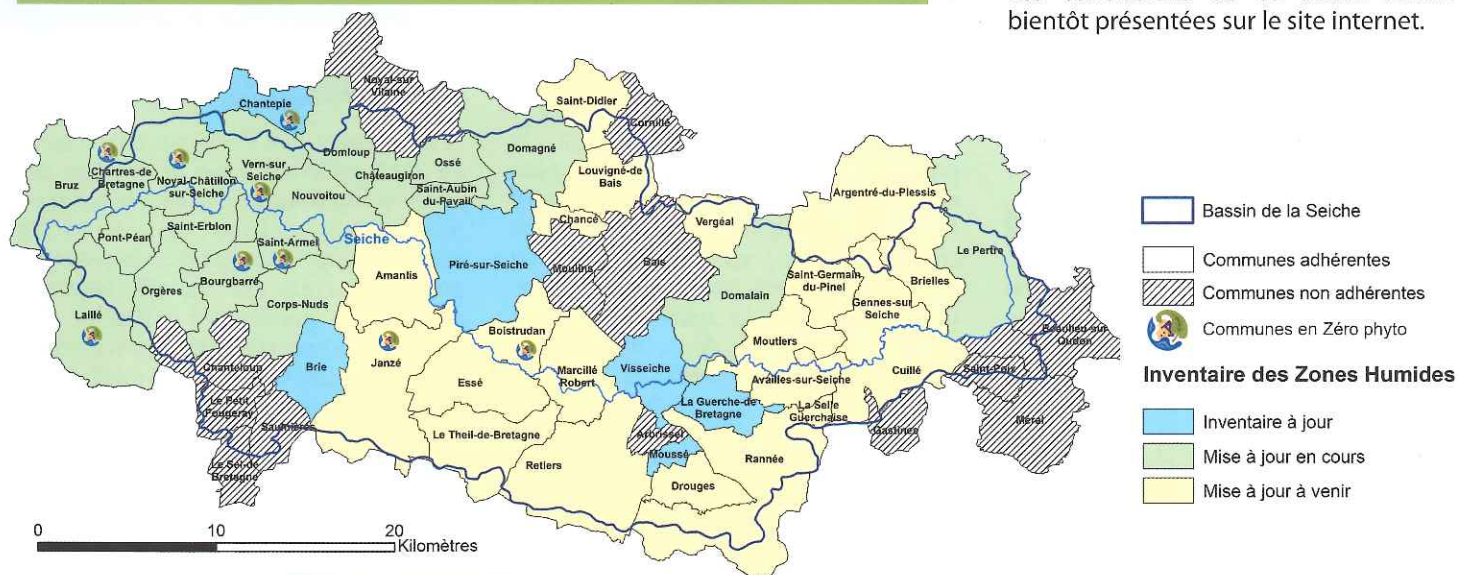 bientôt présentées sur le site internet.
Noyal-sur
Vilaine
Chantepie
Saint-Didier
Cornillé
Domloup
Ossé
Domagné
Châteaugiron
Saint-Aubin
du-Pavail
Louvigné-de
Bais
Chartres-de
Bretagne
Bruz
Noyal-Châtillon
sur-Seiche
Vern-sur
Seiche
Nouvoitou
Argentré-du-Plessis
Chancé
Vergéal
Pont-Péan
Saint-Erblon
Saint-Armel
Seiche
Piré-sur-Seiche
Moulins
Bais
Le Pertre
Amanlis
Saint-Germain
du-Pinel
Brielles
Domalain
Gennes-sur
Seiche
Orgères
Bourgbarré
Corps-Nuds
Laillé
Boistrudan
Moutiers
Beaulieu-sur
Oudon
Chanteloup
Brie
Janzé
Marcillé
Robert
Visseiche
Cuillé
Saint-Poix
Essé
Availles-sur-Seiche
Le Petit
Fougeray
La Guerche-de
Bretagne
La Selle
Guerchaise
Saulnières
Gastines
Méral
Le Theil-de-Bretagne
Arbrissel
Le Sel-de
Bretagne
Moussé
Rannée
Retiers
Drouges
0 10 20
Kilomètres
Bassin de la Seiche
Communes adhérentes
Communes non adhérentes
Communes en Zéro phyto
Inventaire des Zones Humides
Inventaire à jour
Mise à jour en cours
Mise à jour à venir